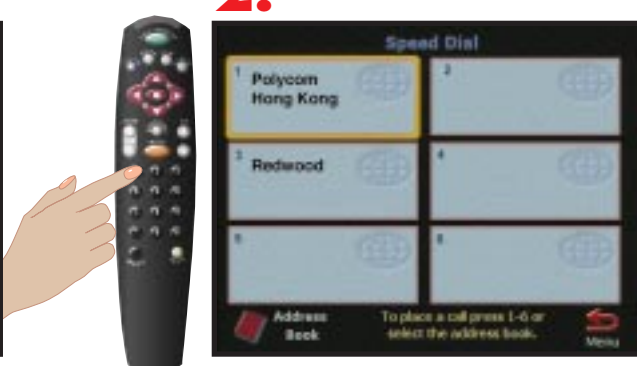 2.
Speed Dial
1 Polycom
Hong Kong
2
3 Redwood
4
5
6
Address
Book
To place a call press 1-6 or
select the address book.
Menu